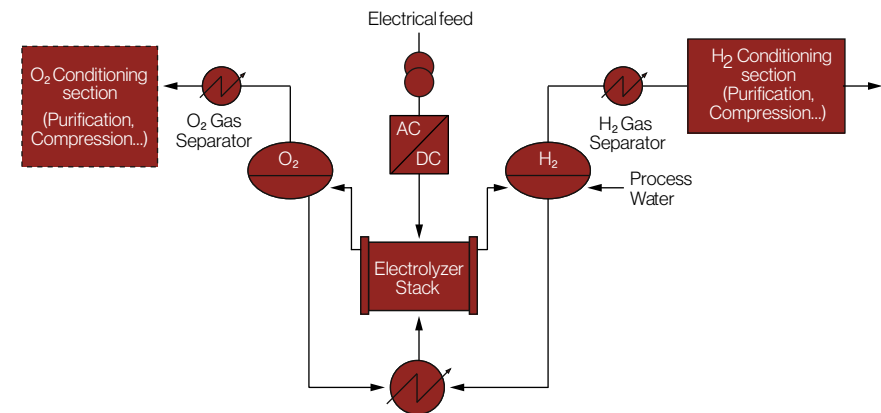 Electrical feed
O₂ Conditioning
section
(Purification,
Compression...)
O₂ Gas
Separator
O₂
AC
DC
H₂
H₂ Gas
Separator
H₂ Conditioning
section
(Purification,
Compression...)
Process
Water
Electrolyzer
Stack